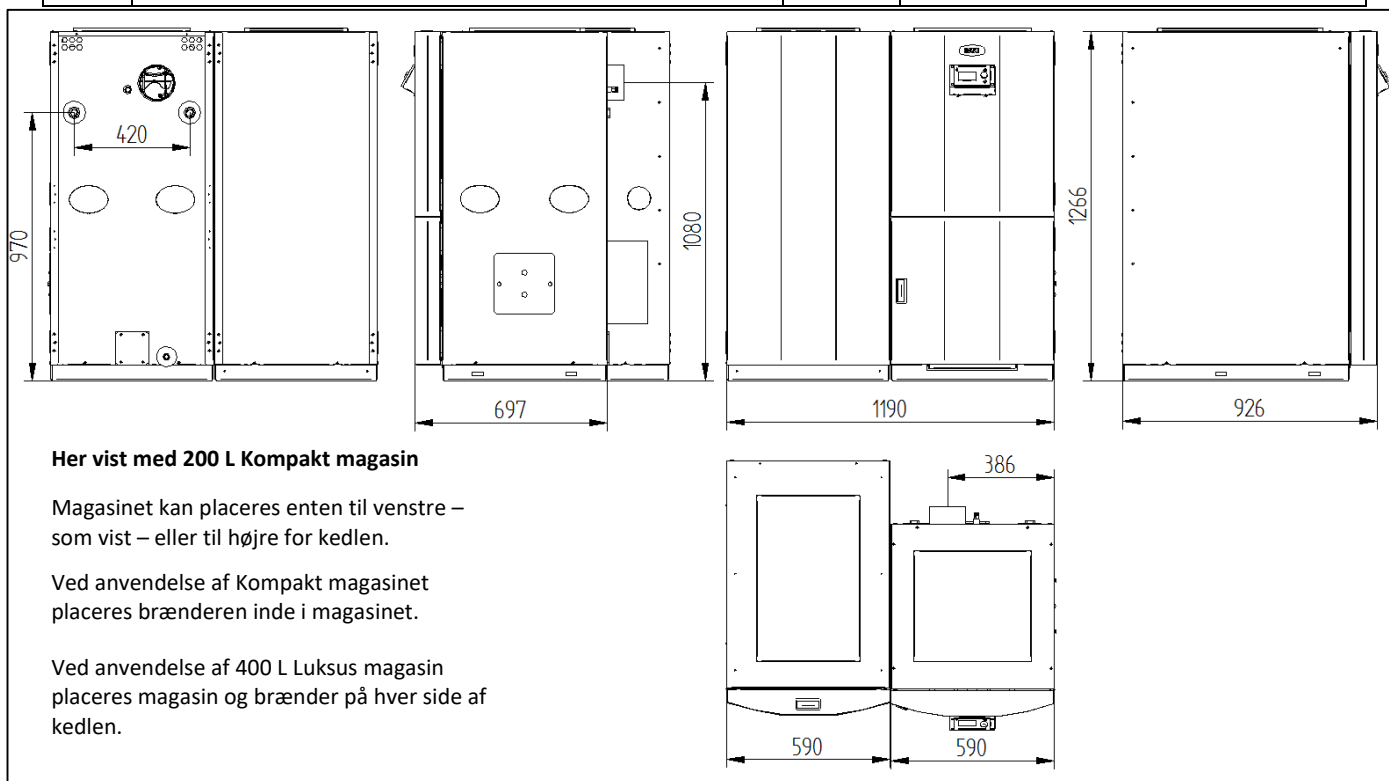 420
970
697
1080
1190
1266
926
Her vist med 200 L Kompakt magasin
Magasinet kan placeres enten til venstre –
som vist – eller til højre for kedlen.
Ved anvendelse af Kompakt magasinet
placeres brænderen inde i magasinet.
Ved anvendelse af 400 L Luksus magasin
placeres magasin og brænder på hver side af
kedlen.
386
590
590